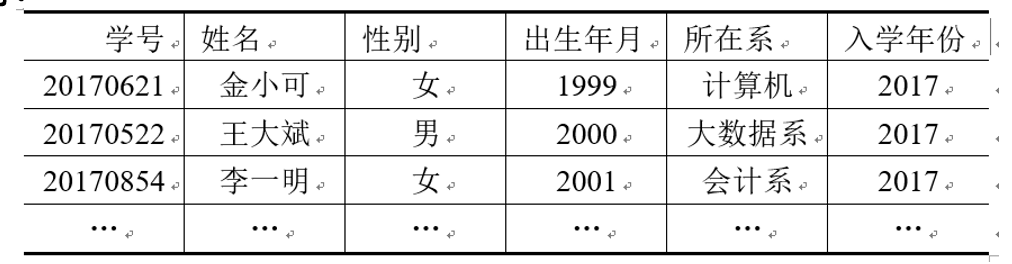 学号 姓名 性别 出生年月 所在系 入学年份
20170621 金小可 女 1999 计算机 2017
20170522 王大斌 男 2000 大数据系 2017
20170854 李一明 女 2001 会计系 2017
… … … … … …